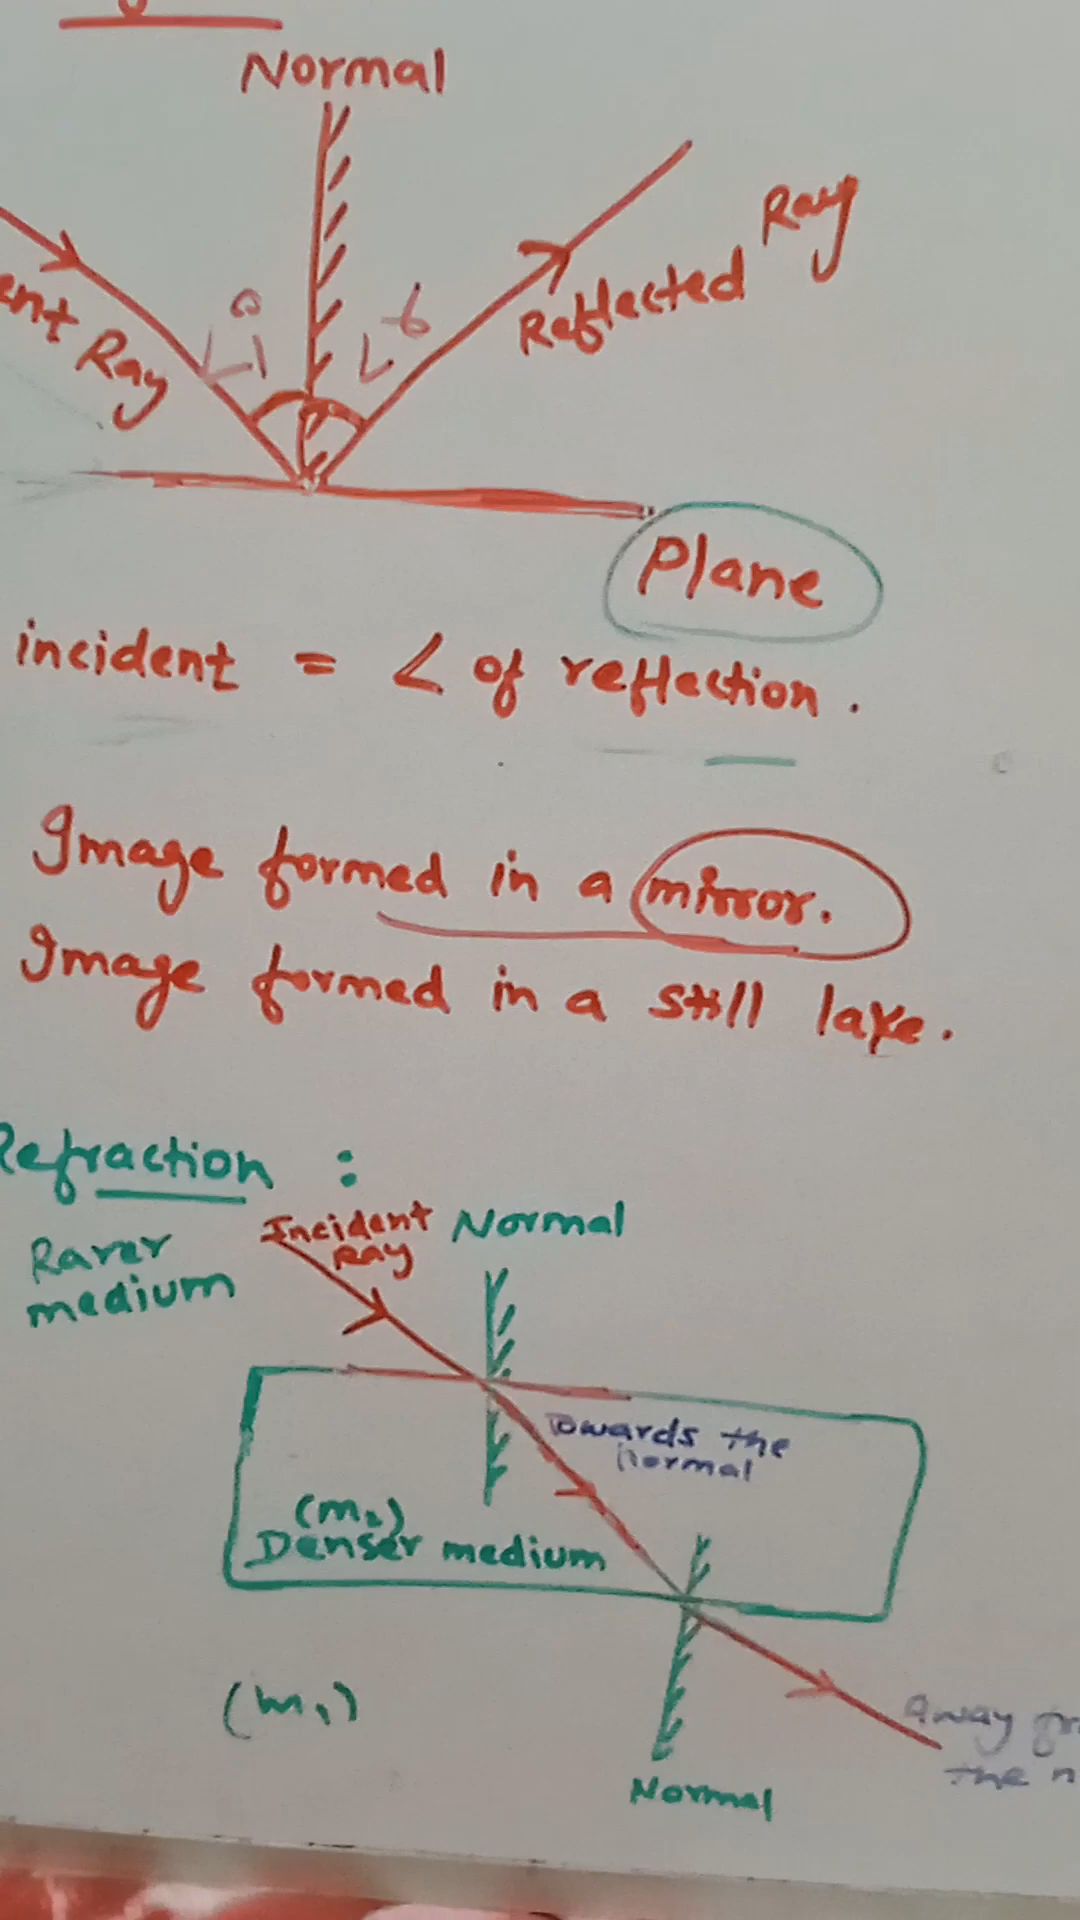 Normal
Ray
Reflected
ent Ray
a
b
∠i
∠
Plane
incident = ∠ of reflection.
Image formed in a mirror.
Image formed in a still lake.
Refraction :
Incident Ray
Normal
Rarer medium
Towards the normal
(m₂)
Denser medium
(m₁)
Away fr
the n
Normal